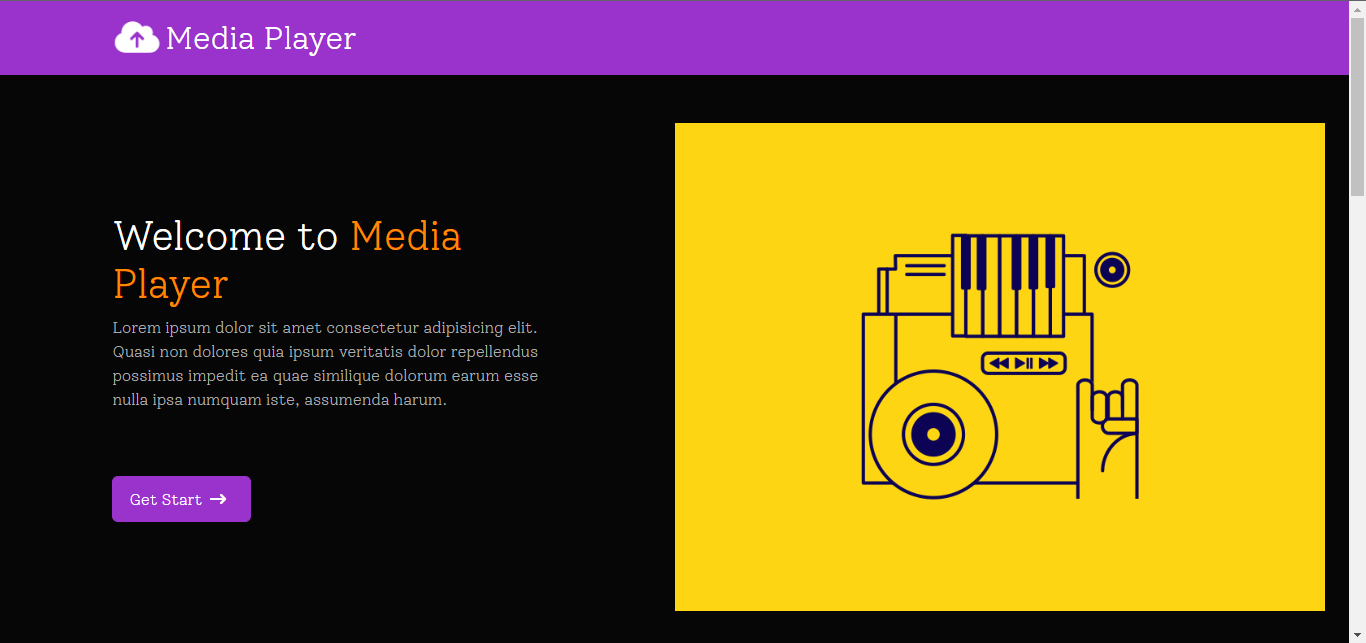 Media Player
Welcome to Media
Player
Lorem ipsum dolor sit amet consectetur adipisicing elit.
Quasi non dolores quia ipsum veritatis dolor repellendus
possimus impedit ea quae similique dolorum earum esse
nulla ipsa numquam iste, assumenda harum.
Get Start →